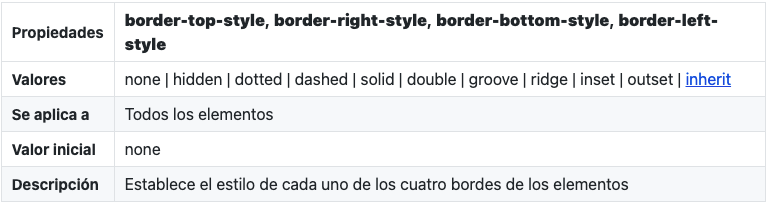 Propiedades
border-top-style, border-right-style, border-bottom-style, border-left-
style
Valores
none | hidden | dotted | dashed | solid | double | groove | ridge | inset | outset | inherit
Se aplica a
Todos los elementos
Valor inicial
none
Descripción
Establece el estilo de cada uno de los cuatro bordes de los elementos